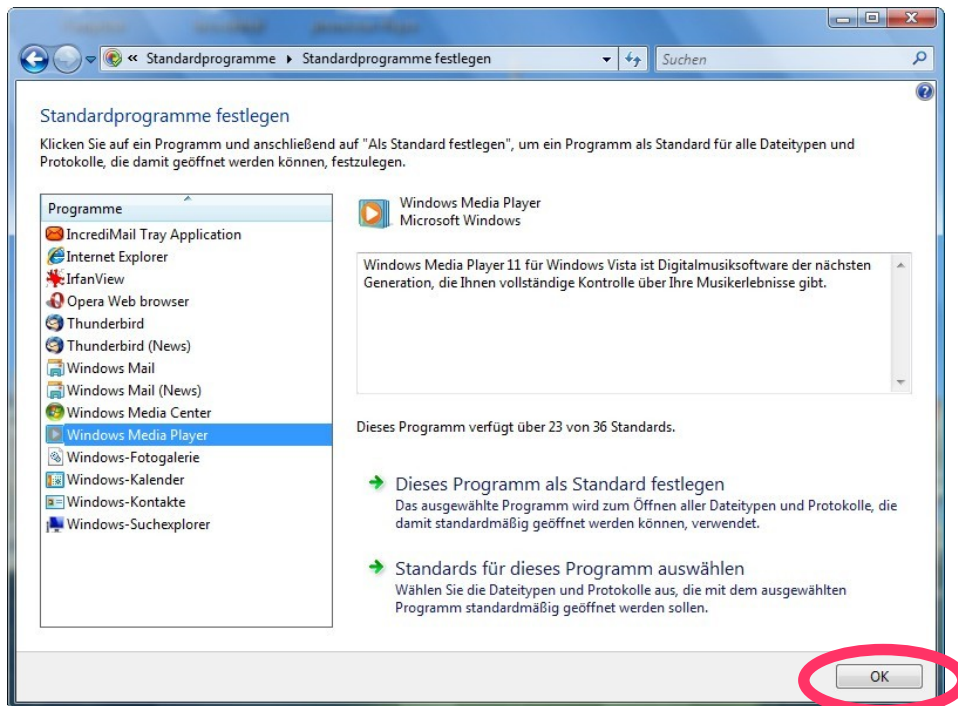 « Standardprogramme ▸ Standardprogramme festlegen
Suchen
Standardprogramme festlegen
Klicken Sie auf ein Programm und anschließend auf "Als Standard festlegen", um ein Programm als Standard für alle Dateitypen und
Protokolle, die damit geöffnet werden können, festzulegen.
Programme
IncrediMail Tray Application
Internet Explorer
IrfanView
Opera Web browser
Thunderbird
Thunderbird (News)
Windows Mail
Windows Mail (News)
Windows Media Center
Windows Media Player
Windows-Fotogalerie
Windows-Kalender
Windows-Kontakte
Windows-Suchexplorer
Windows Media Player
Microsoft Windows
Windows Media Player 11 für Windows Vista ist Digitalmusiksoftware der nächsten
Generation, die Ihnen vollständige Kontrolle über Ihre Musikerlebnisse gibt.
Dieses Programm verfügt über 23 von 36 Standards.
Dieses Programm als Standard festlegen
Das ausgewählte Programm wird zum Öffnen aller Dateitypen und Protokolle, die
damit standardmäßig geöffnet werden können, verwendet.
Standards für dieses Programm auswählen
Wählen Sie die Dateitypen und Protokolle aus, die mit dem ausgewählten
Programm standardmäßig geöffnet werden sollen.
OK